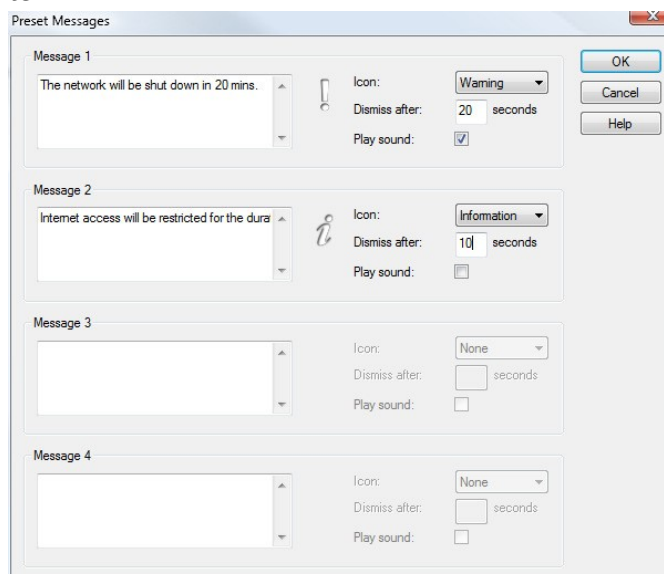 Preset Messages
Message 1
The network will be shut down in 20 mins.
Icon: Warning
Dismiss after: 20 seconds
Play sound:
OK
Cancel
Help
Message 2
Internet access will be restricted for the
Icon: Information
Dismiss after: 10 seconds
Play sound:
Message 3
Icon: None
Dismiss after: seconds
Play sound:
Message 4
Icon: None
Dismiss after: seconds
Play sound: